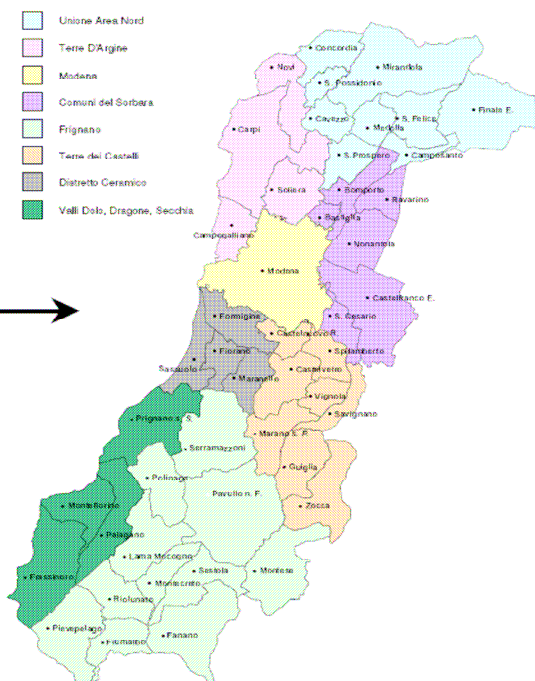 Unione Area Nord
Terre D'Argine
Modena
Comuni del Sorbara
Frignano
Terre dei Castelli
Distretto Ceramico
Valli Dolo, Dragone, Secchia
Concordia
Novi
Mirandola
S. Possidonio
Finale E.
Cavezzo
S. Felice
Medolla
Carpi
S. Prospero
Camposanto
Soliera
Bomporto
Ravarino
Bastiglia
Campogalliano
Nonantola
Modena
Castelfranco E.
Formigine
S. Cesario
Castelnuovo R.
Fiorano
Spilamberto
Sassuolo
Castelvetro
Maranello
Vignola
Savignano
Prignano s. S.
Marano s. P.
Serramazzoni
Guiglia
Polinago
Pavullo n. F.
Montefiorino
Zocca
Palagano
Lama Mocogno
Sestola
Montese
Frassinoro
Montecreto
Riolunato
Pievepelago
Fiumalbo
Fanano